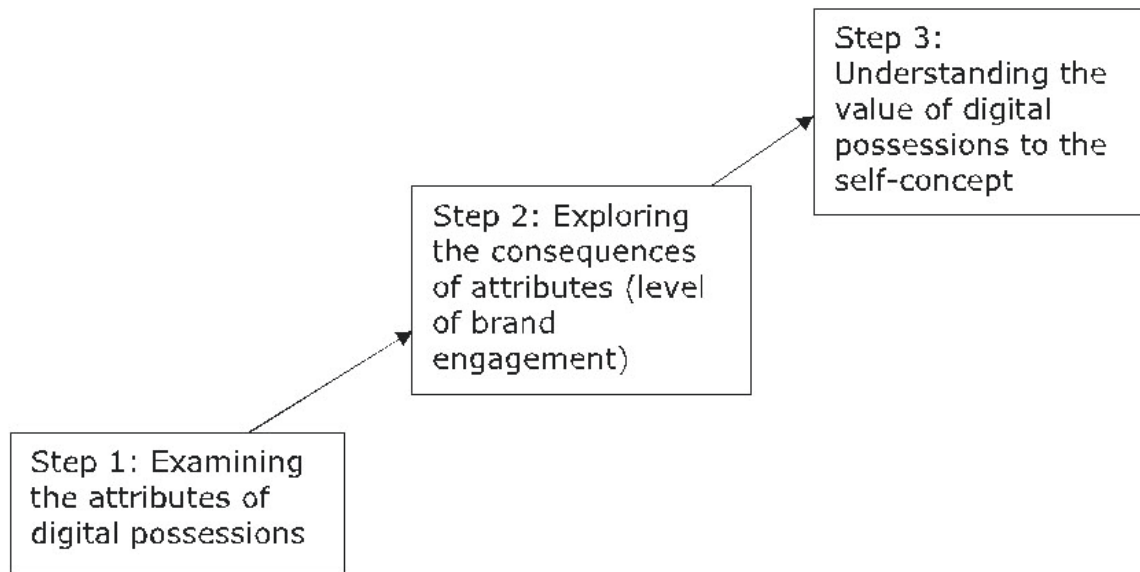 Step 1: Examining
the attributes of
digital possessions
Step 2: Exploring
the consequences
of attributes (level
of brand
engagement)
Step 3:
Understanding the
value of digital
possessions to the
self-concept